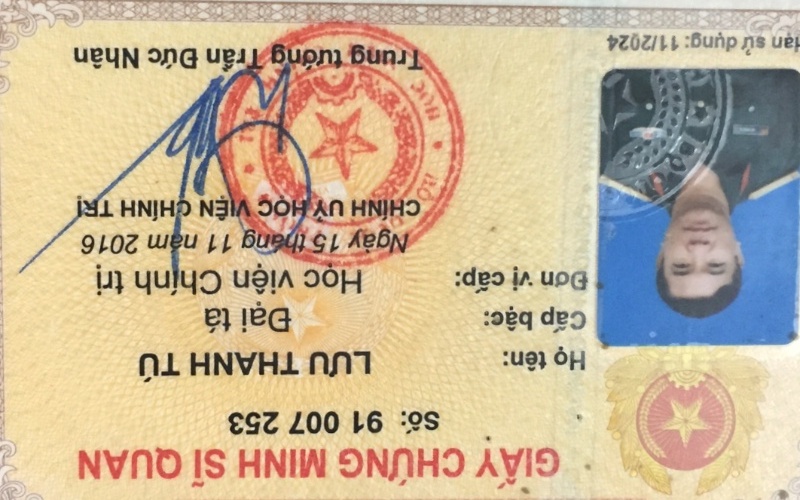 GIẤY CHỨNG MINH SĨ QUAN
Số: 91 007 253
Họ tên: LƯU THANH TÚ
Cấp bậc: Đại tá
Đơn vị cấp: Học viện Chính trị
Ngày 15 tháng 11 năm 2016
CHÍNH UỶ HỌC VIỆN CHÍNH TRỊ
Trung tướng Trần Đức Nhân
sử dụng: 11/2024